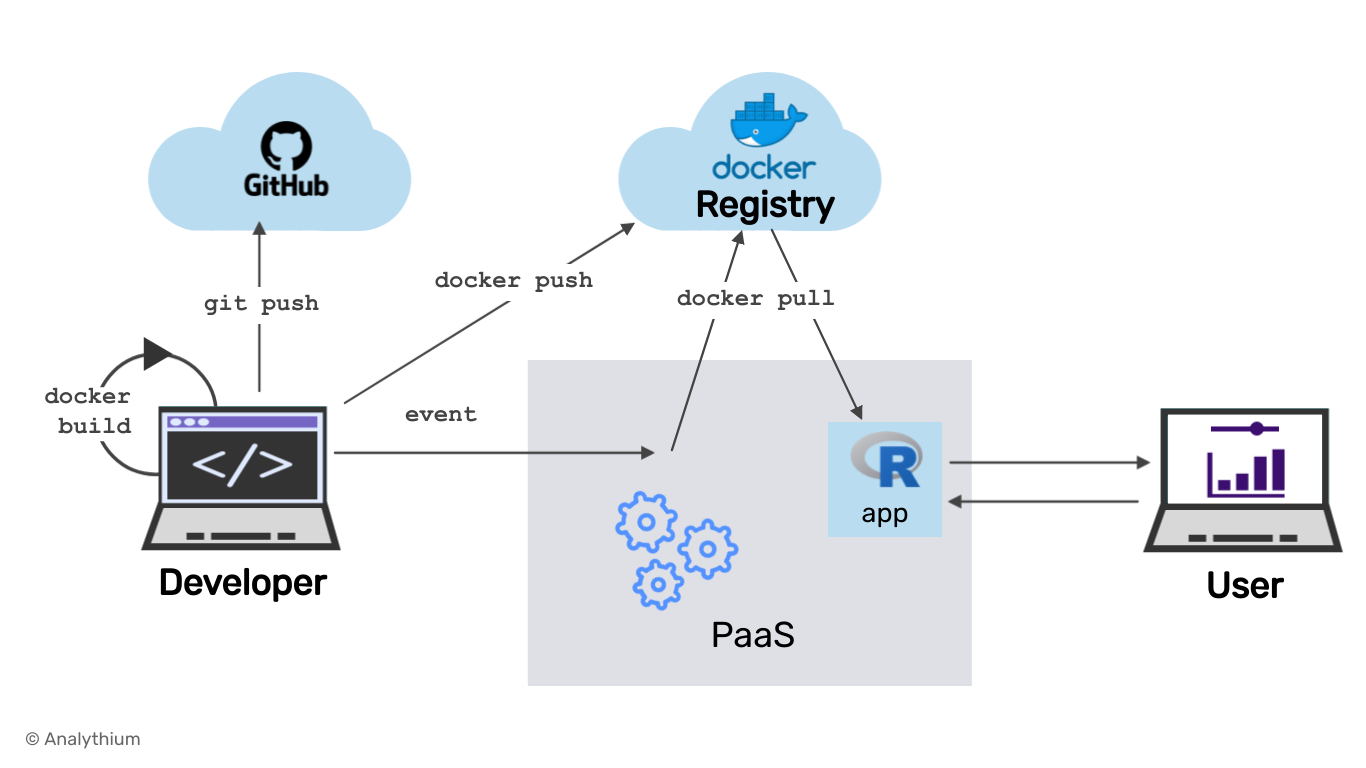 GitHub
docker
Registry
git push
docker push
docker pull
docker
build
event
</>
R
app
Developer
PaaS
User
© Analythium